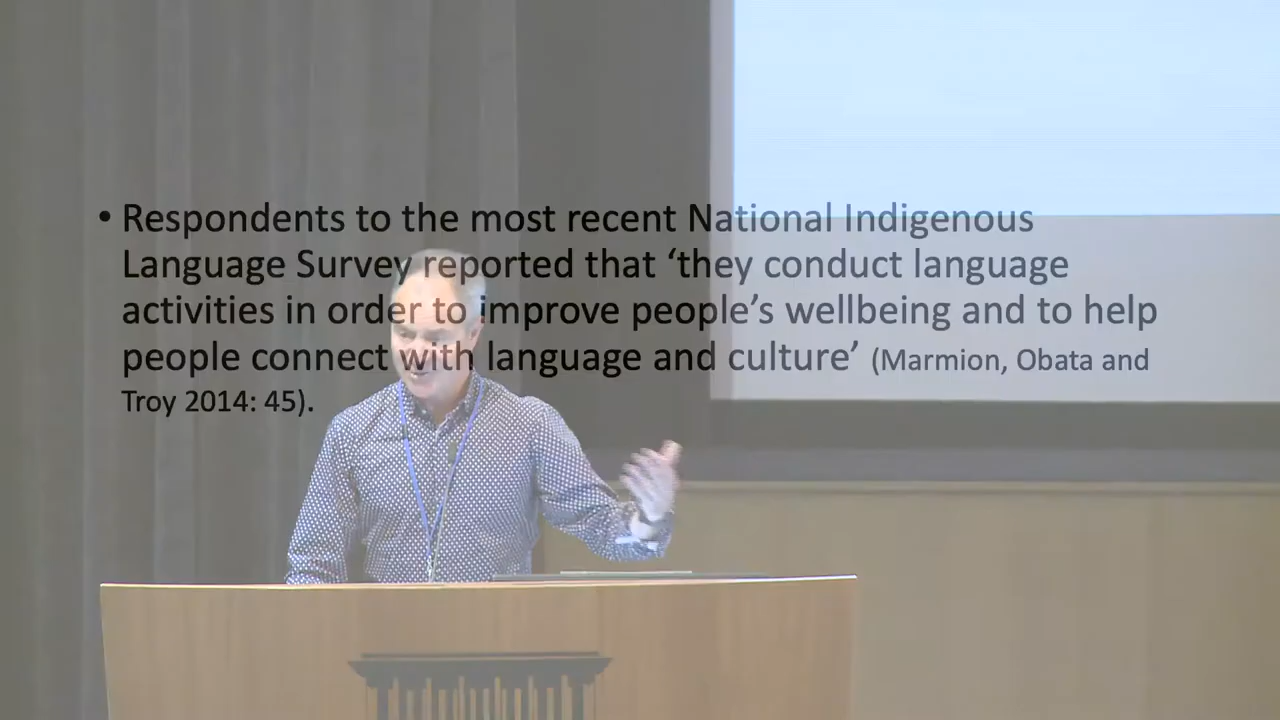 • Respondents to the most recent National Indigenous
Language Survey reported that ‘they conduct language
activities in order to improve people’s wellbeing and to help
people connect with language and culture’ (Marmion, Obata and
Troy 2014: 45).